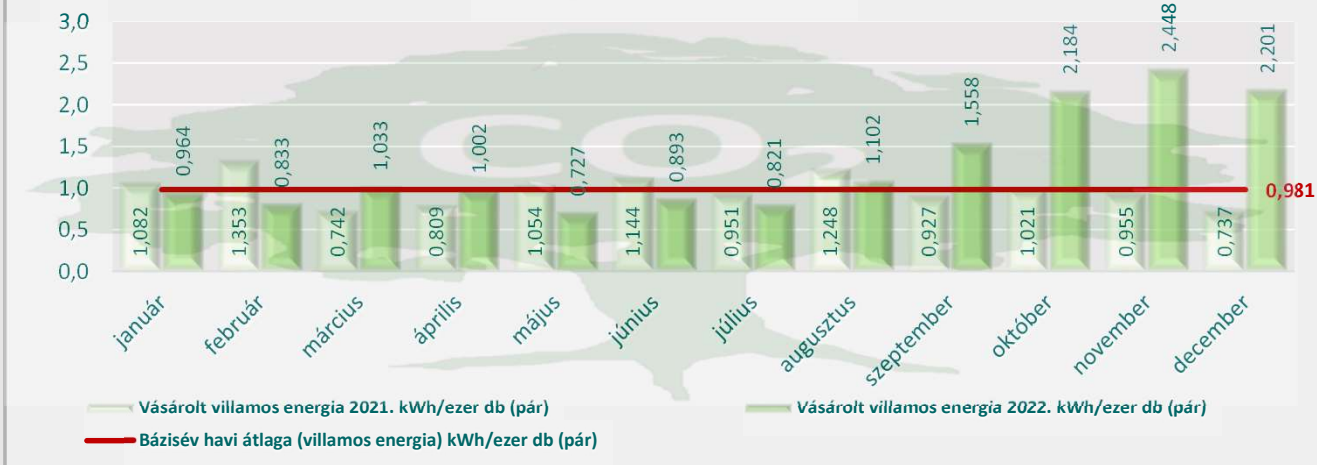 3,0
2,5
2,0
1,5
1,0
0,5
0,0
CO2
1,082
0,964
1,353
0,833
0,742
1,033
0,809
1,002
1,054
0,727
1,144
0,893
0,951
0,821
1,248
1,102
0,927
1,558
1,021
2,184
0,955
2,448
0,737
2,201
0,981
január
február
március
április
május
június
július
augusztus
szeptember
október
november
december
Vásárolt villamos energia 2021. kWh/ezer db (pár)
Vásárolt villamos energia 2022. kWh/ezer db (pár)
Bázisév havi átlaga (villamos energia) kWh/ezer db (pár)